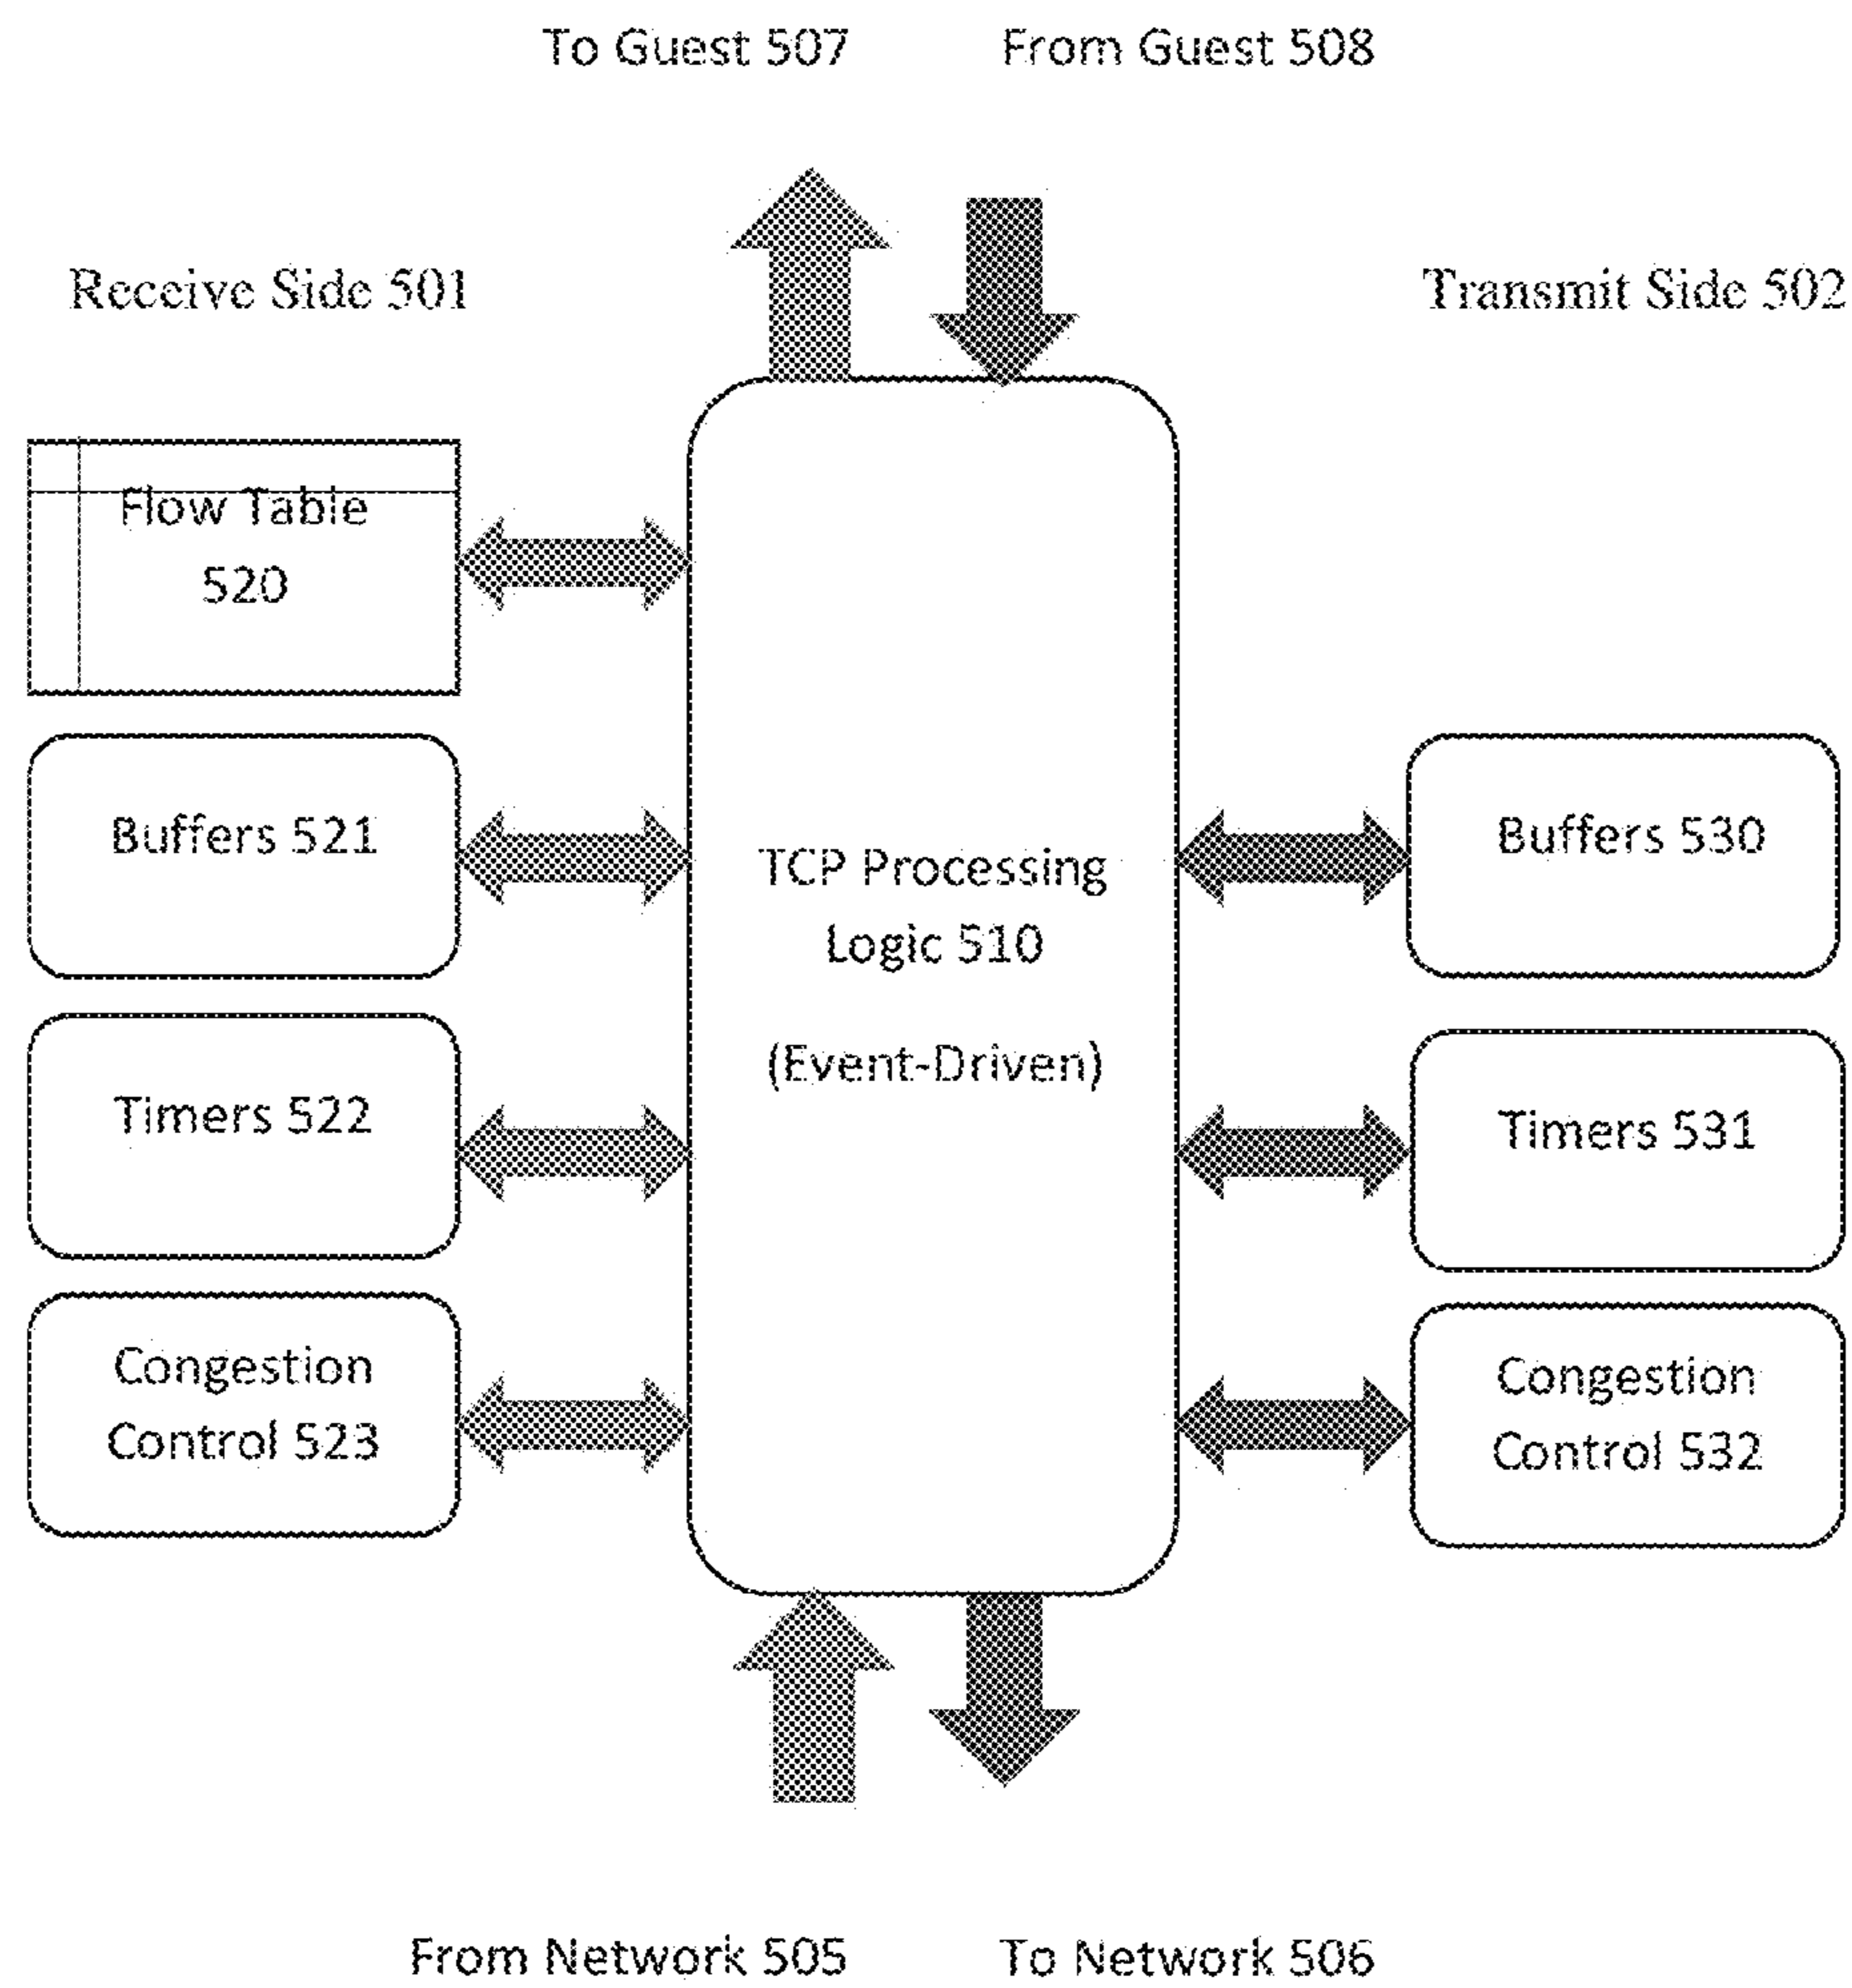 To Guest 507
From Guest 508
Receive Side 501
Transmit Side 502
Flow Table
520
Buffers 521
Timers 522
Congestion
Control 523
TCP Processing
Logic 510
(Event-Driven)
Buffers 530
Timers 531
Congestion
Control 532
From Network 505
To Network 506